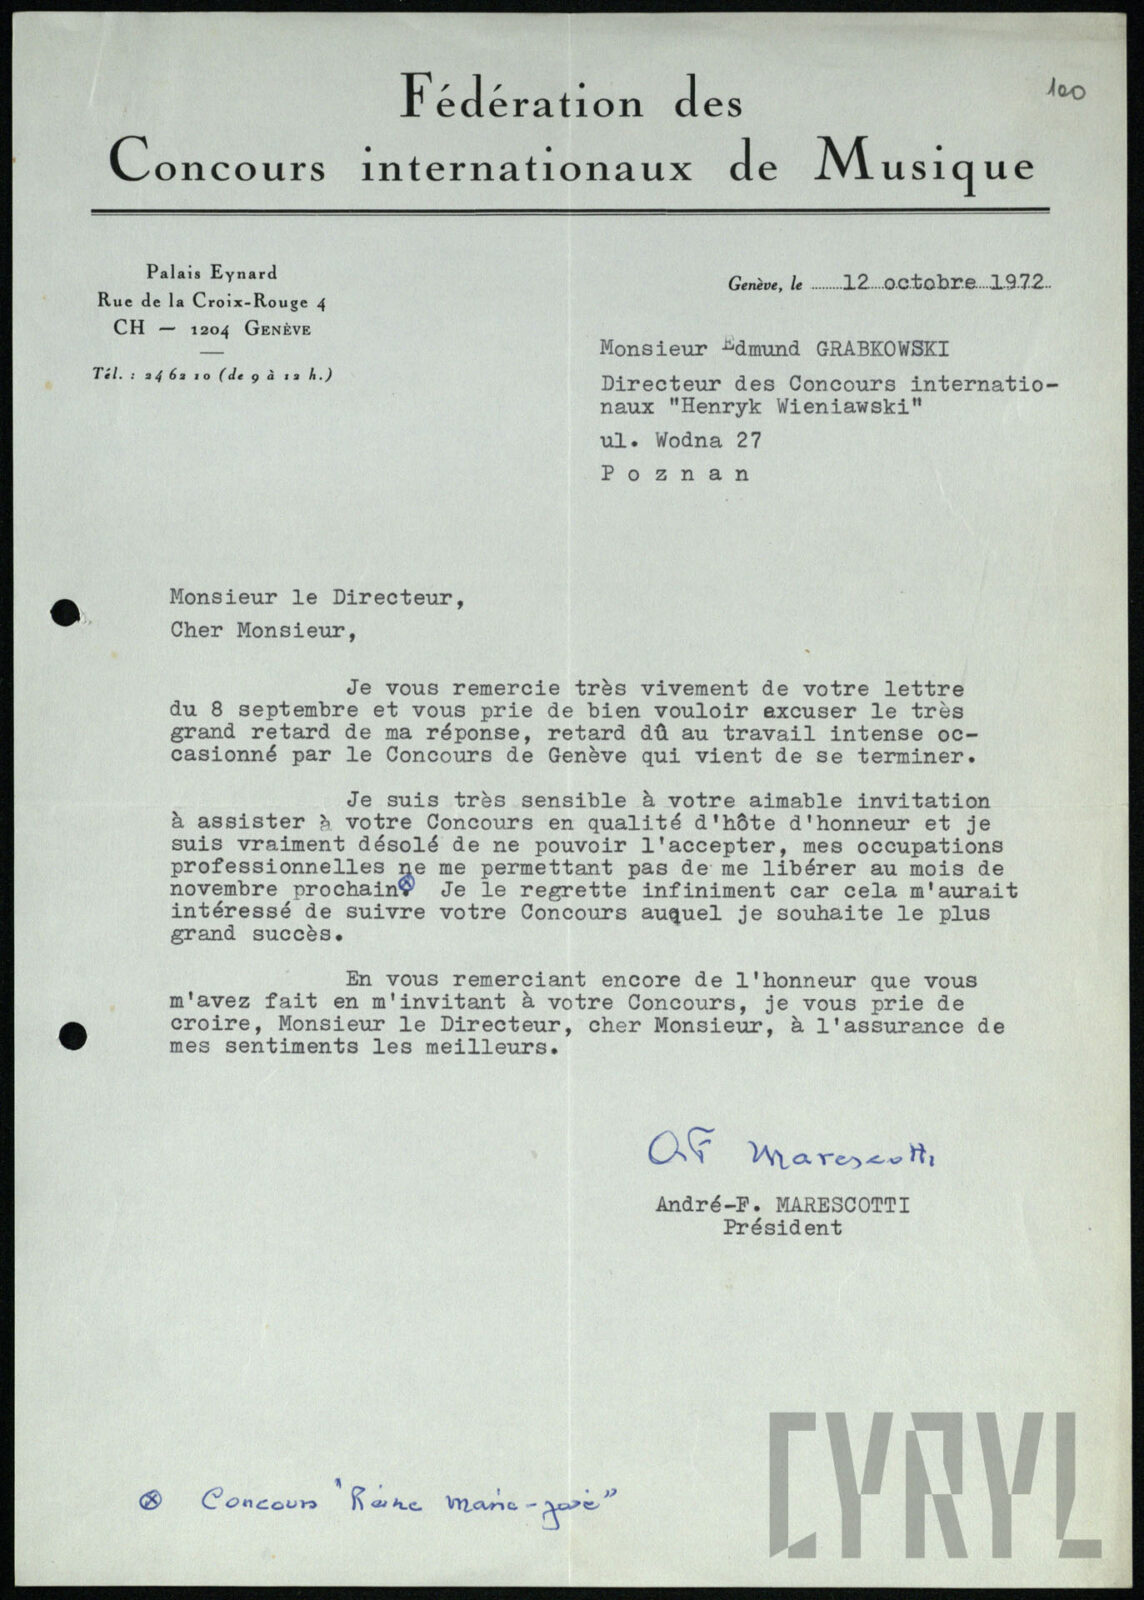 100
Fédération des
Concours internationaux de Musique
Palais Eynard
Rue de la Croix-Rouge 4
CH — 1204 GENÈVE
Tél. : 24 62 10 (de 9 à 12 h.)
Genève, le 12 octobre 1972
Monsieur Edmund GRABKOWSKI
Directeur des Concours internatio-
naux "Henryk Wieniawski"
ul. Wodna 27
P o z n a n
Monsieur le Directeur,
Cher Monsieur,
Je vous remercie très vivement de votre lettre
du 8 septembre et vous prie de bien vouloir excuser le très
grand retard de ma réponse, retard dû au travail intense oc-
casionné par le Concours de Genève qui vient de se terminer.
Je suis très sensible à votre aimable invitation
à assister à votre Concours en qualité d'hôte d'honneur et je
suis vraiment désolé de ne pouvoir l'accepter, mes occupations
professionnelles ne me permettant pas de me libérer au mois de
novembre prochain.⊗ Je le regrette infiniment car cela m'aurait
intéressé de suivre votre Concours auquel je souhaite le plus
grand succès.
En vous remerciant encore de l'honneur que vous
m'avez fait en m'invitant à votre Concours, je vous prie de
croire, Monsieur le Directeur, cher Monsieur, à l'assurance de
mes sentiments les meilleurs.
AF Marescotti
André-F. MARESCOTTI
Président
⊗ Concours "Reine Marie-José"
CYRYL